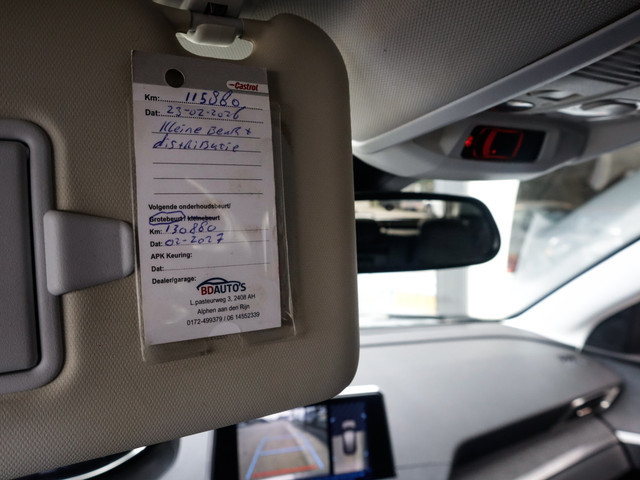 Castrol
Km: 115860
Dat: 23-02-2026
Kleine Beurt +
distributie
Volgende onderhoudsbeurt/
Grotebeurt / kleinebeurt
Km: 130860
Dat: 02-2027
APK Keuring:
Dat:
Dealer/garage:
BDAUTO'S
L.pasteurweg 3, 2408 AH
Alphen aan den Rijn
0172-499379 / 06 14552339